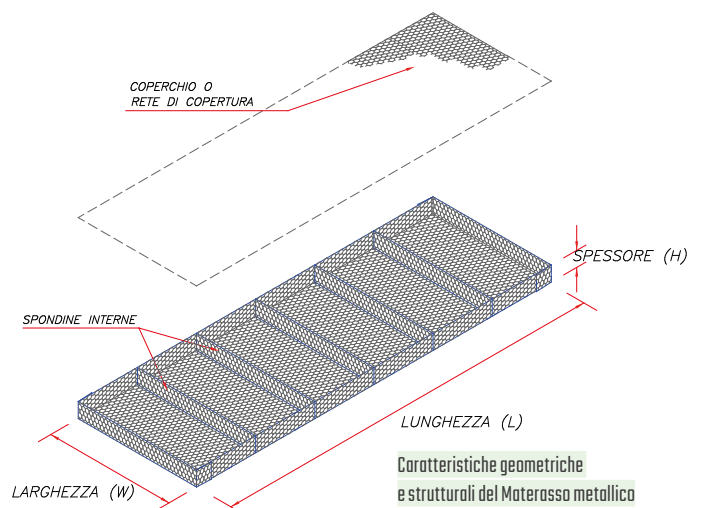 COPERCHIO O
RETE DI COPERTURA
SPESSORE (H)
SPONDINE INTERNE
LUNGHEZZA (L)
LARGHEZZA (W)
Caratteristiche geometriche
e strutturali del Materasso metallico